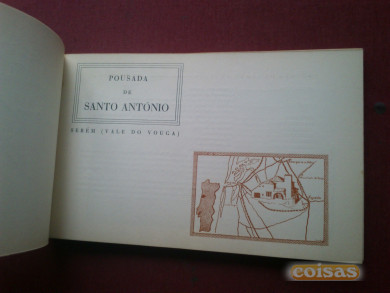 POUSADA
DE
SANTO ANTÓNIO
SERÉM (VALE DO VOUGA)
coisas